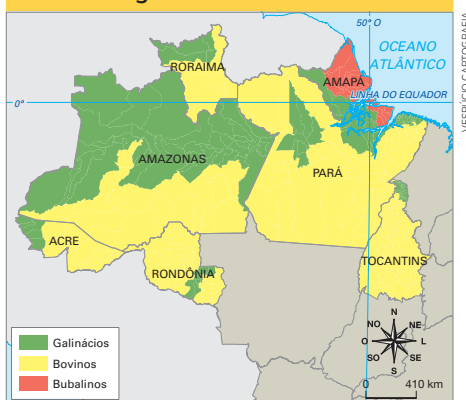 50° O
OCEANO
ATLÂNTICO
RORAIMA
AMAPÁ
LINHA DO EQUADOR
0°
AMAZONAS
PARÁ
ACRE
RONDÔNIA
TOCANTINS
Galináceos
Bovinos
Bubalinos
N
NO
NE
O
L
SO
SE
S
0
410 km